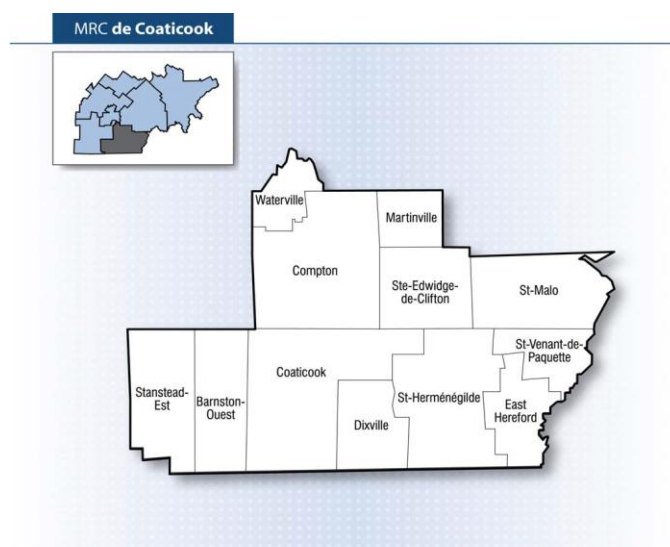 MRC de Coaticook
Waterville
Martinville
Compton
Ste-Edwidge-
de-Clifton
St-Malo
St-Venant-de-
Paquette
Coaticook
Stanstead-
Est
Barnston-
Ouest
St-Herménégilde
East
Hereford
Dixville